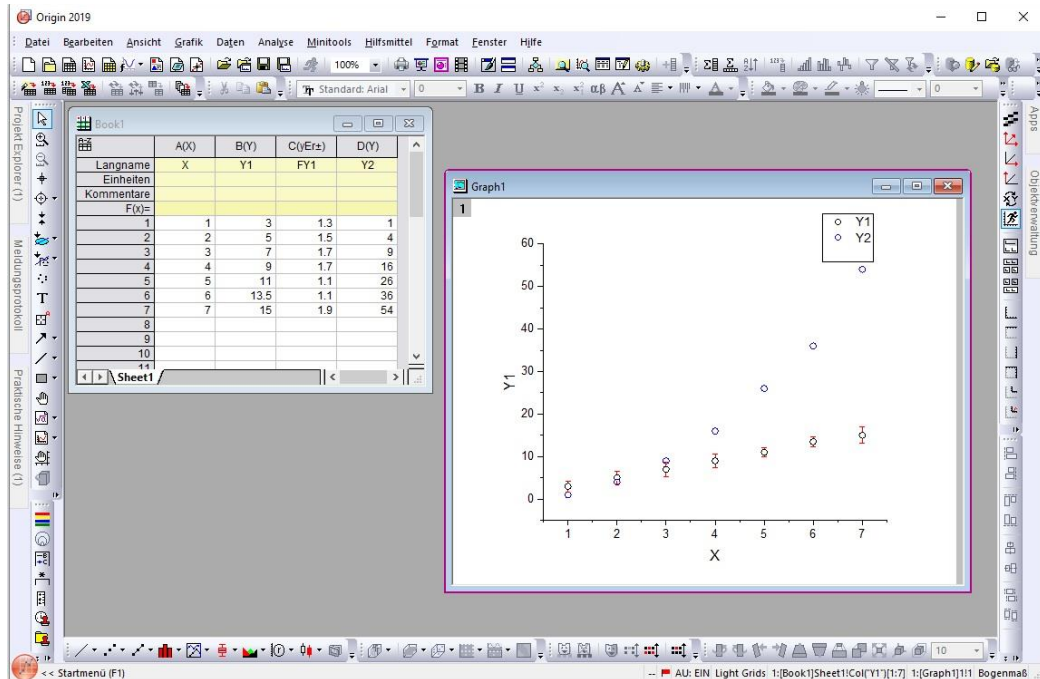 Origin 2019
Datei Bearbeiten Ansicht Grafik Daten Analyse Minitools Hilfsmittel Format Fenster Hilfe
100%
Standard: Arial 0 B I U x² x₂ αβ A A 0
Projekt Explorer (1)
Meldungsprotokoll
Praktische Hinweise (1)
Apps
Objektverwaltung
Book1
A(X) B(Y) C(yEr±) D(Y)
Langname X Y1 FY1 Y2
Einheiten
Kommentare
F(x)=
1 1 3 1.3 1
2 2 5 1.5 4
3 3 7 1.7 9
4 4 9 1.7 16
5 5 11 1.1 26
6 6 13.5 1.1 36
7 7 15 1.9 54
8
9
10
11
Sheet1
Graph1
1
Y1
Y2
60
50
40
30
20
10
0
Y1
1 2 3 4 5 6 7
X
10
<< Startmenü (F1)
-- AU: EIN Light Grids 1:[Book1]Sheet1!Col("Y1")[1:7] 1:[Graph1]1!1 Bogenmaß